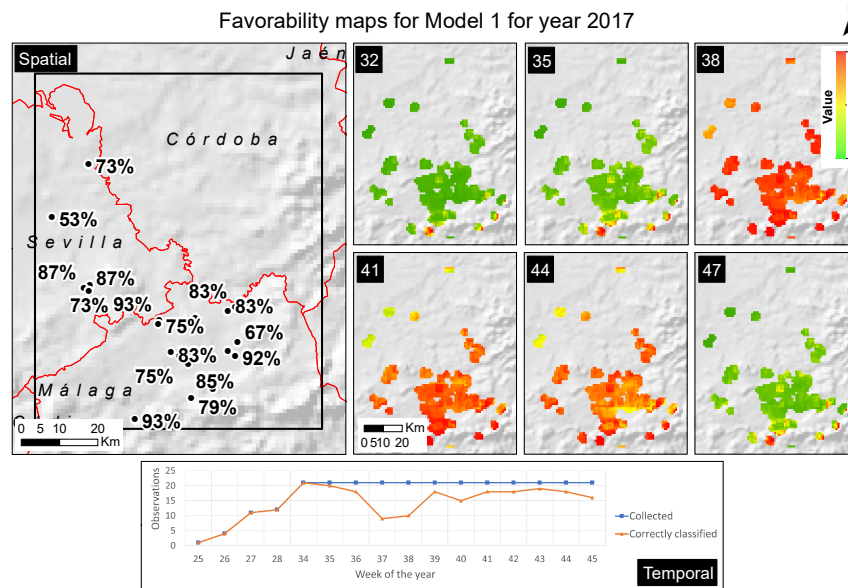 Favorability maps for Model 1 for year 2017
Spatial
Jaén
Córdoba
73%
53%
Sevilla
87%
87%
73%
93%
83%
83%
75%
67%
83%
92%
75%
85%
Málaga
79%
93%
0 5 10 20
Km
32
35
38
Value
41
44
47
0 510 20
Km
25
20
15
10
5
0
Observations
25 26 27 28 34 35 36 37 38 39 40 41 42 43 44 45
Week of the year
Collected
Correctly classified
Temporal